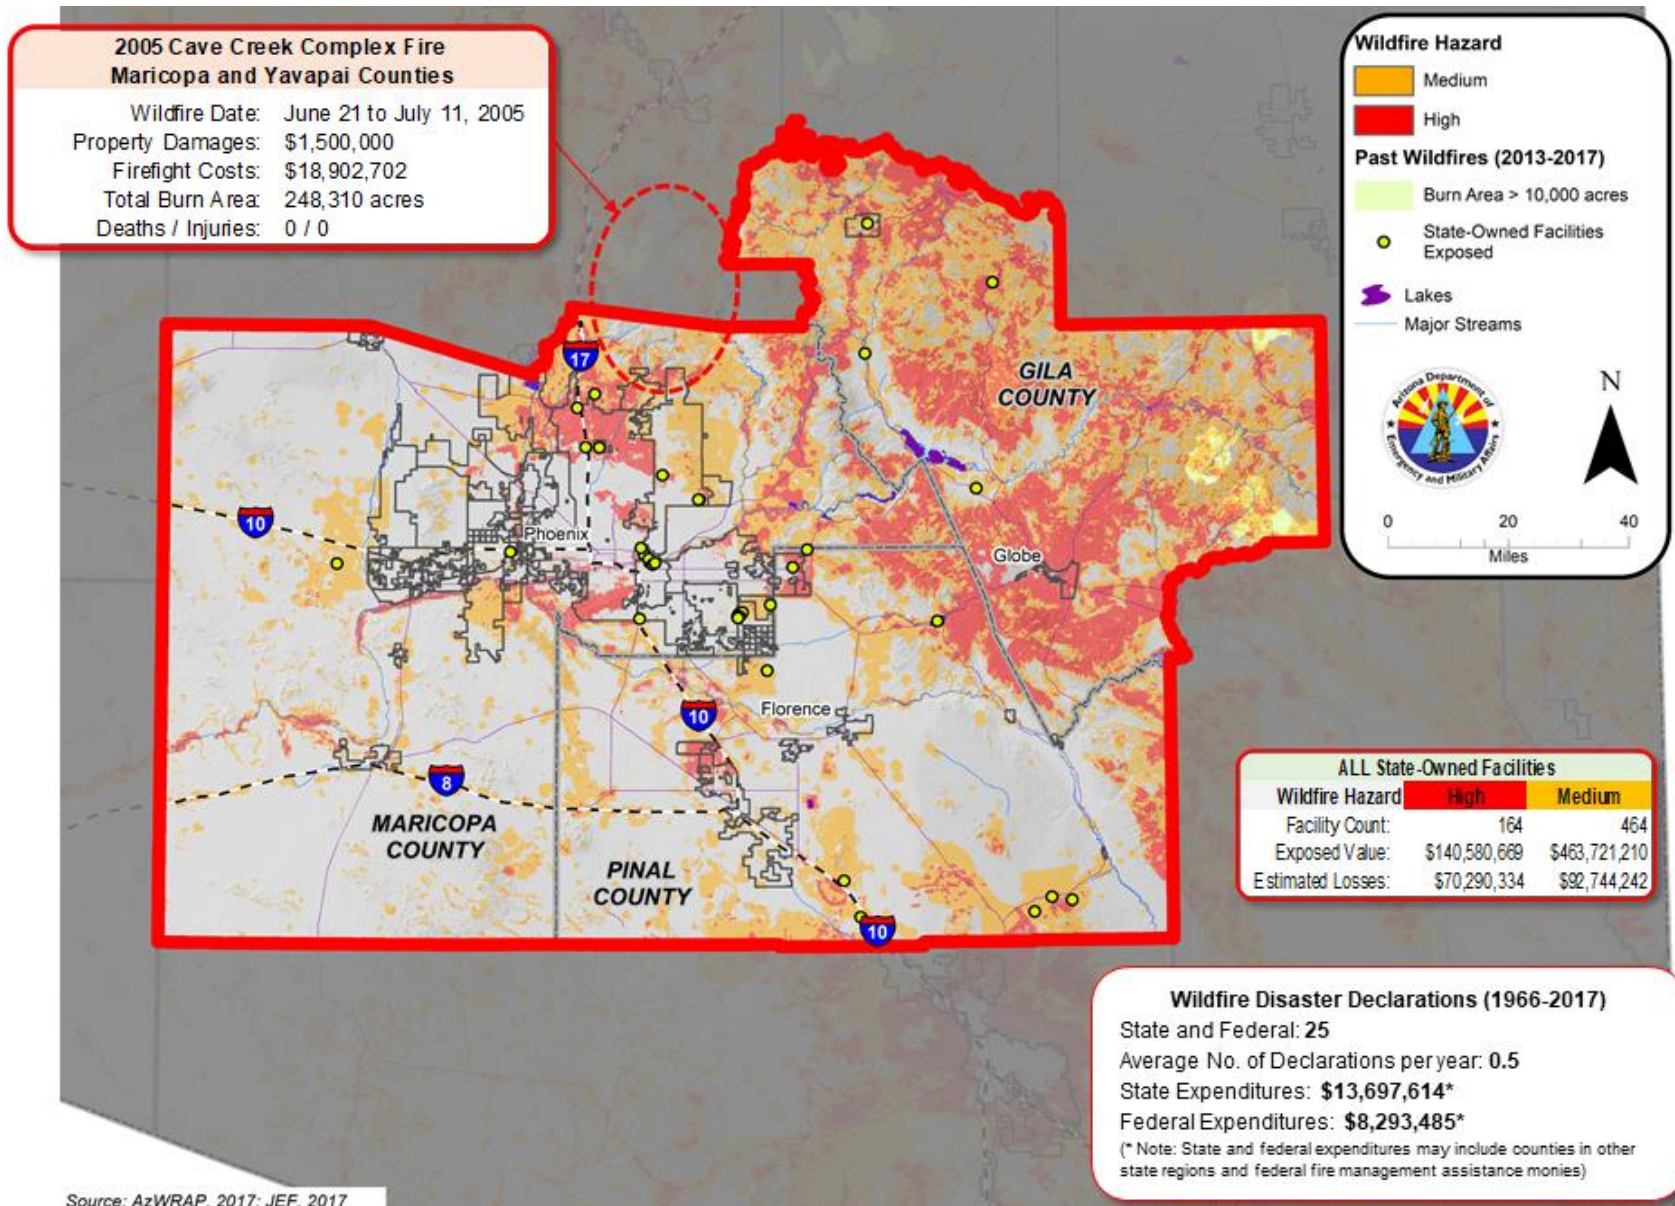 2005 Cave Creek Complex Fire
Maricopa and Yavapai Counties
Wildfire Date: June 21 to July 11, 2005
Property Damages: $1,500,000
Firefight Costs: $18,902,702
Total Burn Area: 248,310 acres
Deaths / Injuries: 0 / 0
Wildfire Hazard
Medium
High
Past Wildfires (2013-2017)
Burn Area > 10,000 acres
State-Owned Facilities
Exposed
Lakes
Major Streams
Arizona Department of
Emergency and Military Affairs
N
0 20 40
Miles
17
GILA
COUNTY
10
Phoenix
Globe
10
Florence
8
MARICOPA
COUNTY
PINAL
COUNTY
10
ALL State-Owned Facilities
Wildfire Hazard High Medium
Facility Count: 164 464
Exposed Value: $140,580,669 $463,721,210
Estimated Losses: $70,290,334 $92,744,242
Wildfire Disaster Declarations (1966-2017)
State and Federal: 25
Average No. of Declarations per year: 0.5
State Expenditures: $13,697,614*
Federal Expenditures: $8,293,485*
(* Note: State and federal expenditures may include counties in other
state regions and federal fire management assistance monies)
Source: AzWRAP, 2017; JEF, 2017